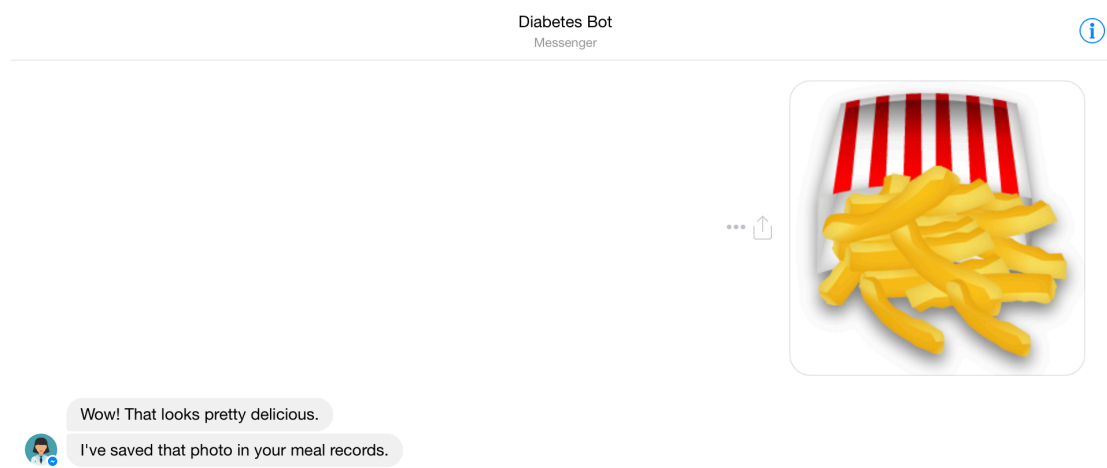 Diabetes Bot
Messenger
Wow! That looks pretty delicious.
I've saved that photo in your meal records.